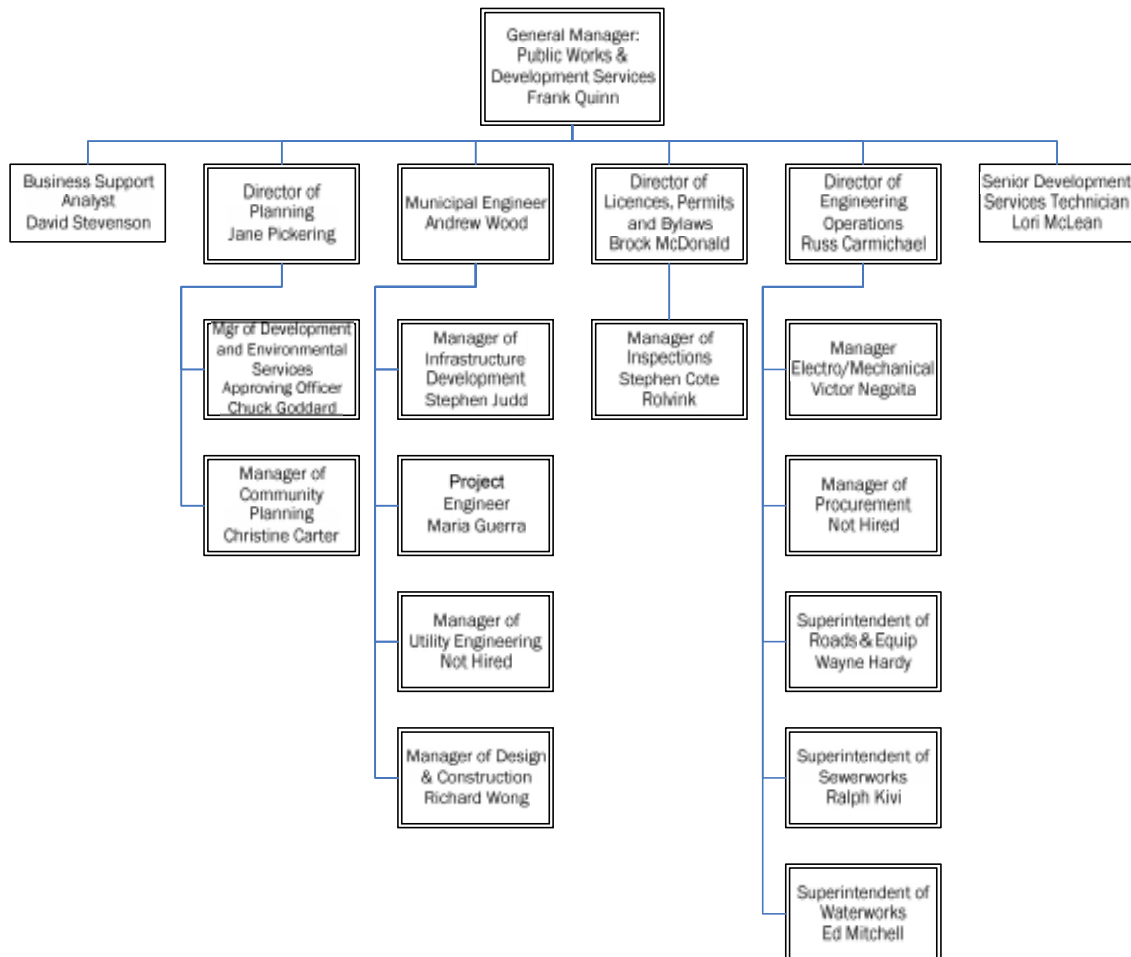 General Manager:
Public Works &
Development Services
Frank Quinn
Business Support
Analyst
David Stevenson
Director of
Planning
Jane Pickering
Municipal Engineer
Andrew Wood
Director of
Licences, Permits
and Bylaws
Brock McDonald
Director of
Engineering
Operations
Russ Carmichael
Senior Development
Services Technician
Lori McLean
Mgr of Development
and Environmental
Services
Approving Officer
Chuck Goddard
Manager of
Infrastructure
Development
Stephen Judd
Manager of
Inspections
Stephen Cote
Rolvink
Manager
Electro/Mechanical
Victor Negoita
Manager of
Community
Planning
Christine Carter
Project
Engineer
Maria Guerra
Manager of
Procurement
Not Hired
Manager of
Utility Engineering
Not Hired
Superintendent of
Roads & Equip
Wayne Hardy
Manager of Design
& Construction
Richard Wong
Superintendent of
Sewerworks
Ralph Kivi
Superintendent of
Waterworks
Ed Mitchell